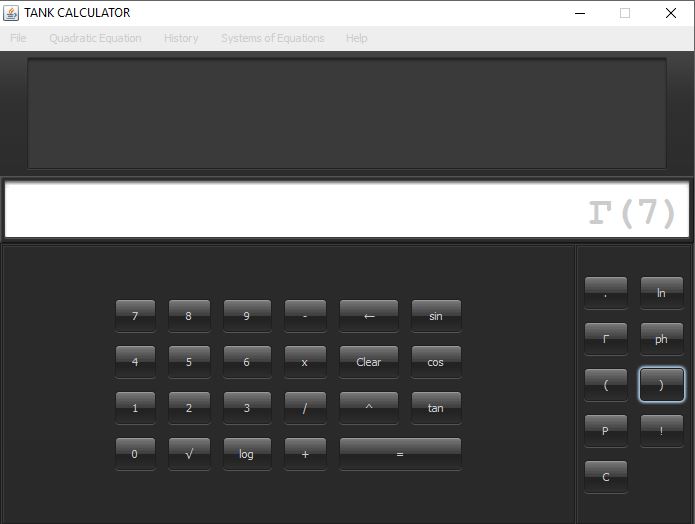 TANK CALCULATOR
File Quadratic Equation History Systems of Equations Help
Γ(7)
7 8 9 - ← sin
4 5 6 x Clear cos
1 2 3 / ^ tan
0 √ log + =
. ln
Γ ph
( )
P !
C